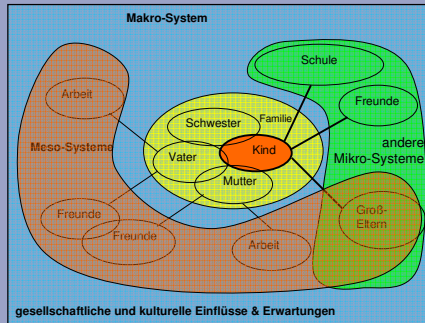 Makro-System
Schule
Arbeit
Freunde
Schwester
Familie
Kind
andere
Mikro-Systeme
Meso-Systeme
Vater
Mutter
Freunde
Freunde
Arbeit
Groß-
Eltern
gesellschaftliche und kulturelle Einflüsse & Erwartungen